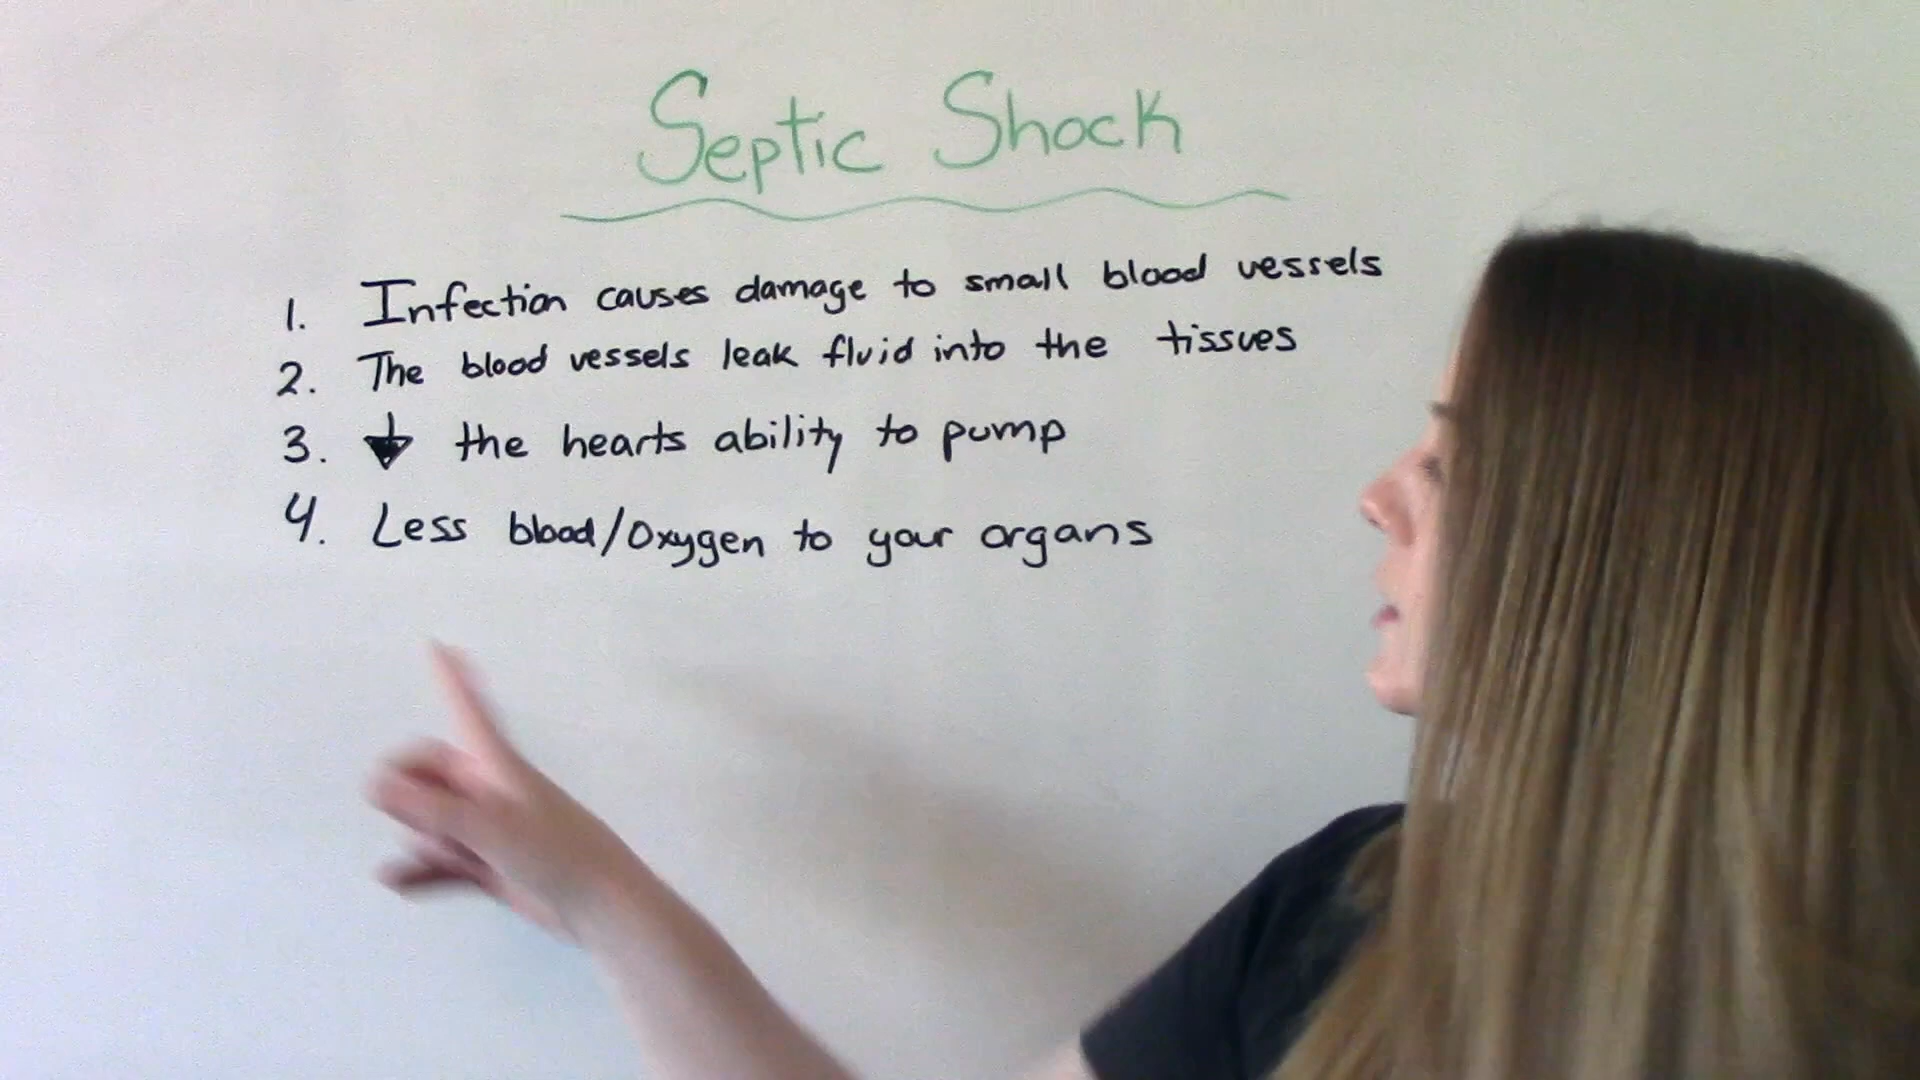 Septic Shock
1. Infection causes damage to small blood vessels
2. The blood vessels leak fluid into the tissues
3. ↓ the hearts ability to pump
4. Less blood/Oxygen to your organs